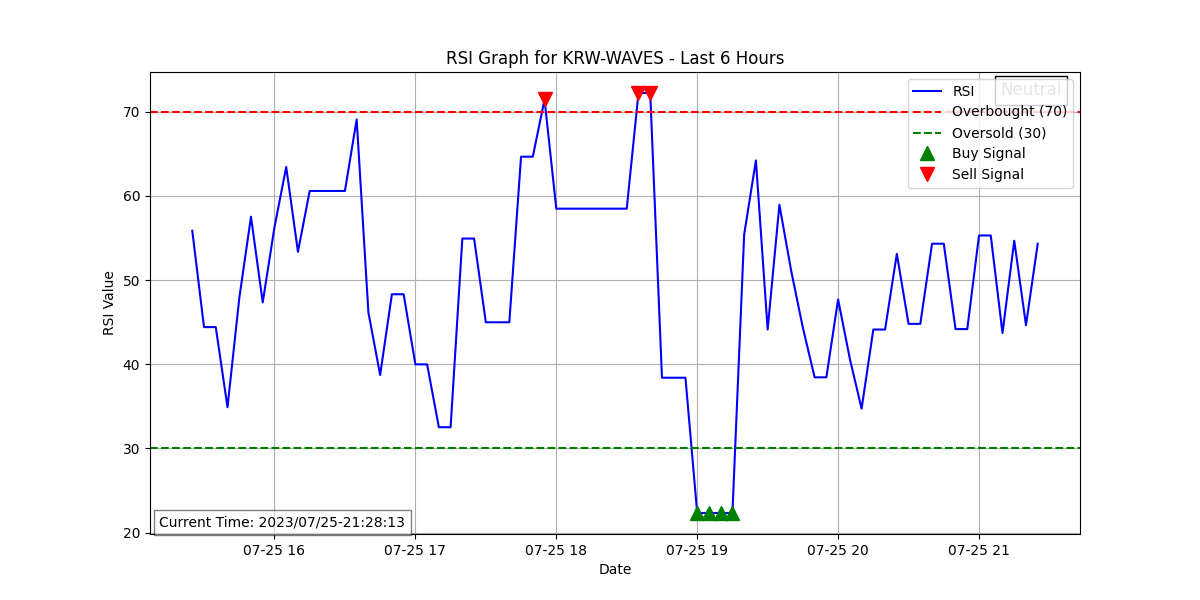 RSI Graph for KRW-WAVES - Last 6 Hours
Neutral
RSI
Overbought (70)
Oversold (30)
Buy Signal
Sell Signal
70
60
50
40
30
20
RSI Value
Current Time: 2023/07/25-21:28:13
07-25 16
07-25 17
07-25 18
07-25 19
07-25 20
07-25 21
Date